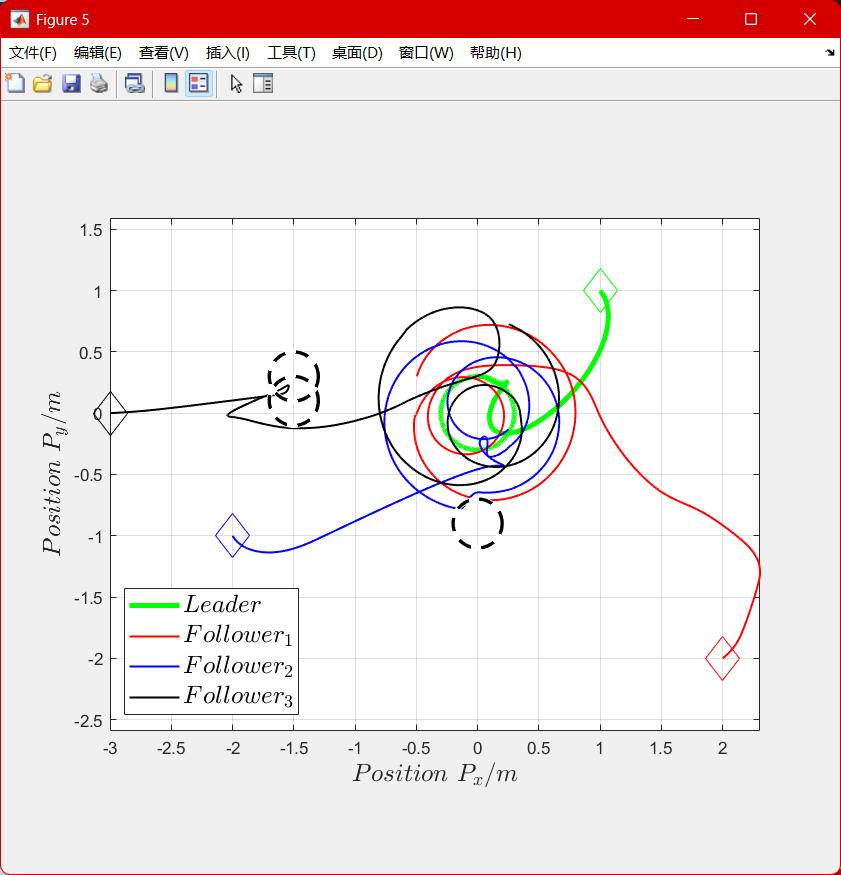 Figure 5
文件(F) 编辑(E) 查看(V) 插入(I) 工具(T) 桌面(D) 窗口(W) 帮助(H)
1.5
1
0.5
0
-0.5
-1
-1.5
-2
-2.5
Position P_y/m
Leader
Follower_1
Follower_2
Follower_3
-3 -2.5 -2 -1.5 -1 -0.5 0 0.5 1 1.5 2
Position P_x/m